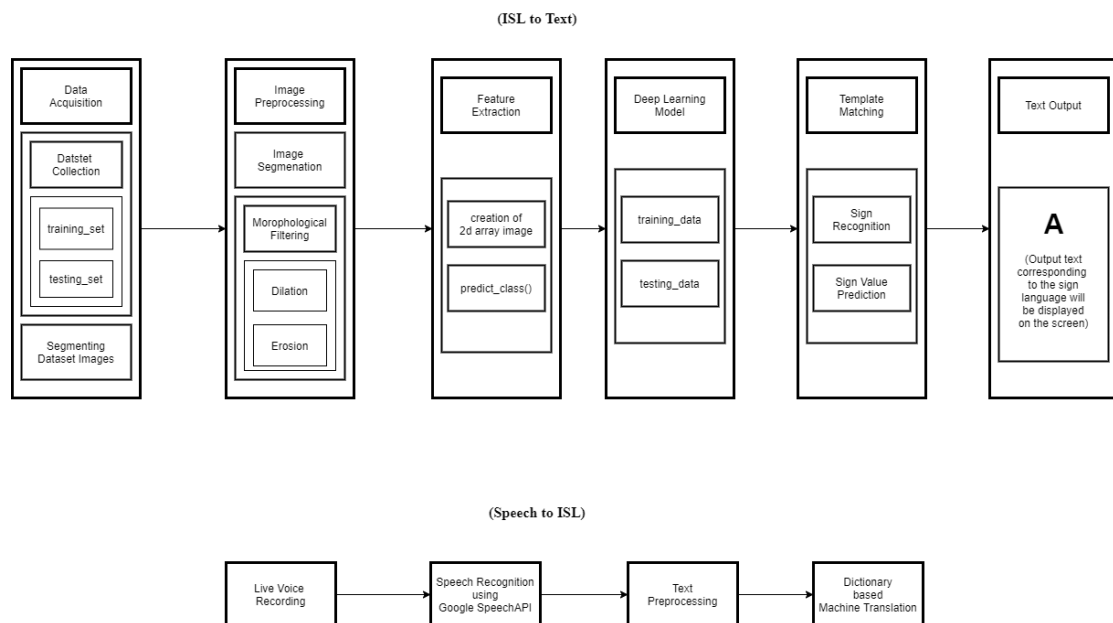 (ISL to Text)
Data
Acquisition
Datstet
Collection
training_set
testing_set
Segmenting
Dataset Images
Image
Preprocessing
Image
Segmenation
Morophological
Filtering
Dilation
Erosion
Feature
Extraction
creation of
2d array image
predict_class()
Deep Learning
Model
training_data
testing_data
Template
Matching
Sign
Recognition
Sign Value
Prediction
Text Output
A
(Output text
corresponding
to the sign
language will
be displayed
on the screen)
(Speech to ISL)
Live Voice
Recording
Speech Recognition
using
Google SpeechAPI
Text
Preprocessing
Dictionary
based
Machine Translation